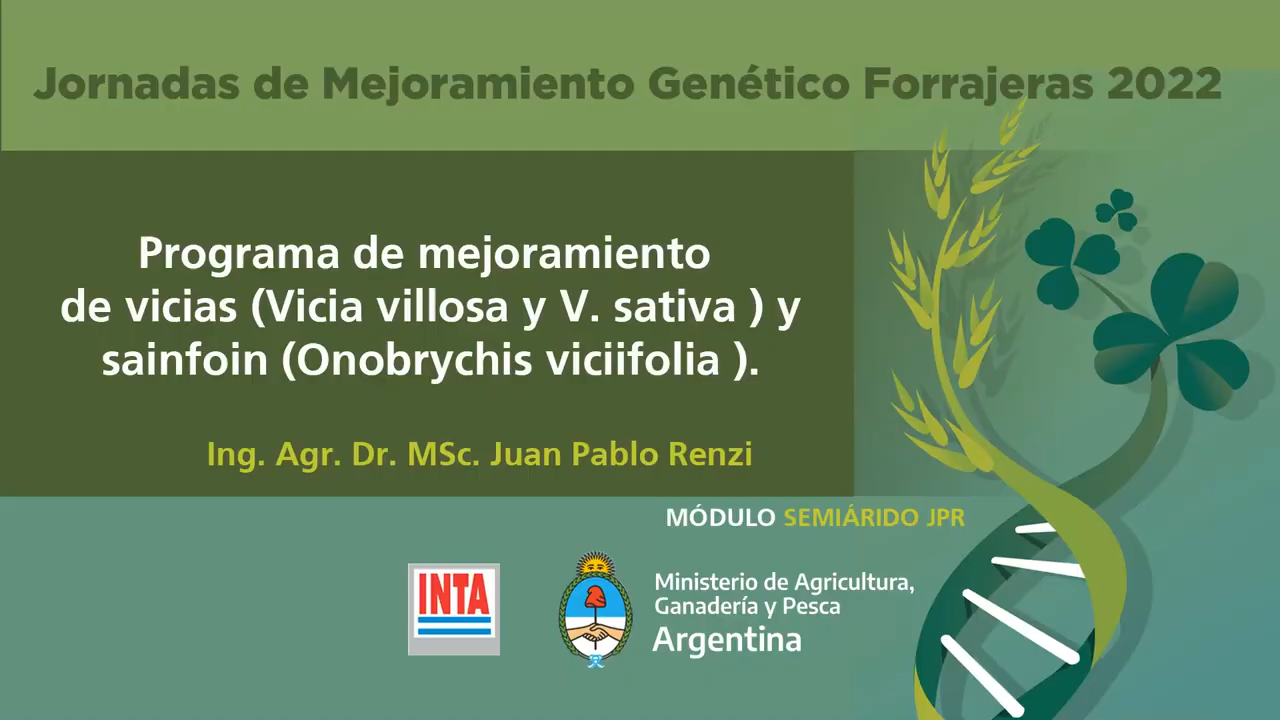 Jornadas de Mejoramiento Genético Forrajeras 2022
Programa de mejoramiento
de vicias (Vicia villosa y V. sativa ) y
sainfoin (Onobrychis viciifolia ).
Ing. Agr. Dr. MSc. Juan Pablo Renzi
MÓDULO SEMIÁRIDO JPR
INTA
Ministerio de Agricultura,
Ganadería y Pesca
Argentina